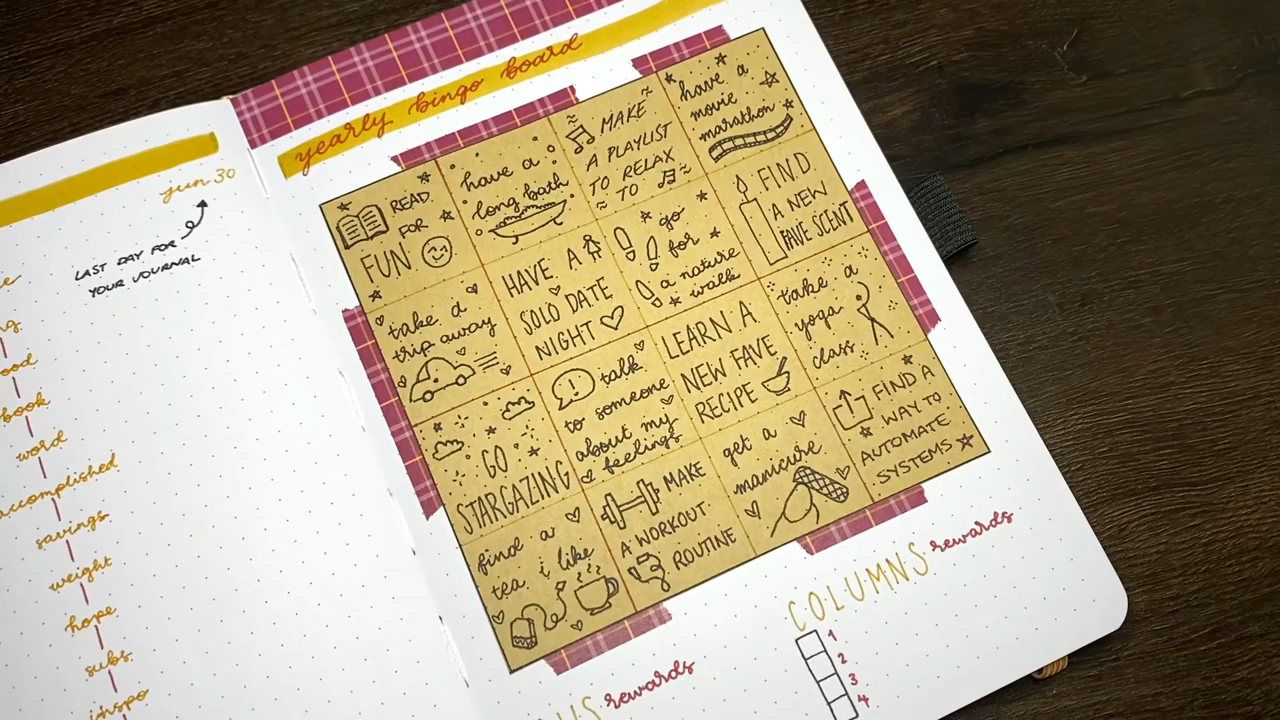 jun 30
LAST DAY FOR
YOUR JOURNAL
book
word
accomplished
savings
weight
hope
subs
inspo
yearly bingo board
READ
FOR
FUN
have a
long bath
MAKE
A PLAYLIST
TO RELAX
TO
have a
movie
marathon
take a
trip away
HAVE A
SOLO DATE
NIGHT
go
for
a nature
walk
FIND
A NEW
FAVE SCENT
GO
STARGAZING
talk
to someone
about my
feelings
LEARN A
NEW FAVE
RECIPE
take a
yoga
class
find a
tea i like
MAKE
A WORKOUT
ROUTINE
get a
manicure
FIND A
WAY TO
AUTOMATE
SYSTEMS
rewards
COLUMNS rewards
1
2
3
4